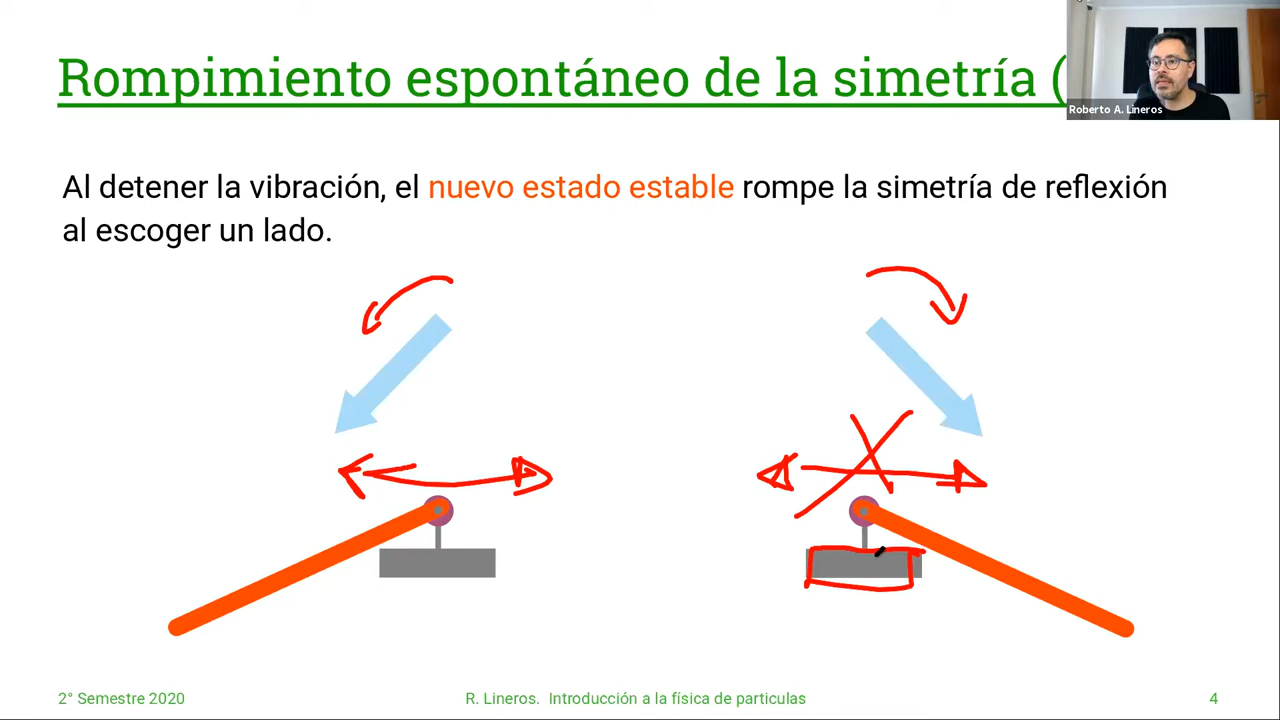 Rompimiento espontáneo de la simetría (
Roberto A. Lineros
Al detener la vibración, el nuevo estado estable rompe la simetría de reflexión
al escoger un lado.
2° Semestre 2020
R. Lineros. Introducción a la física de particulas
4